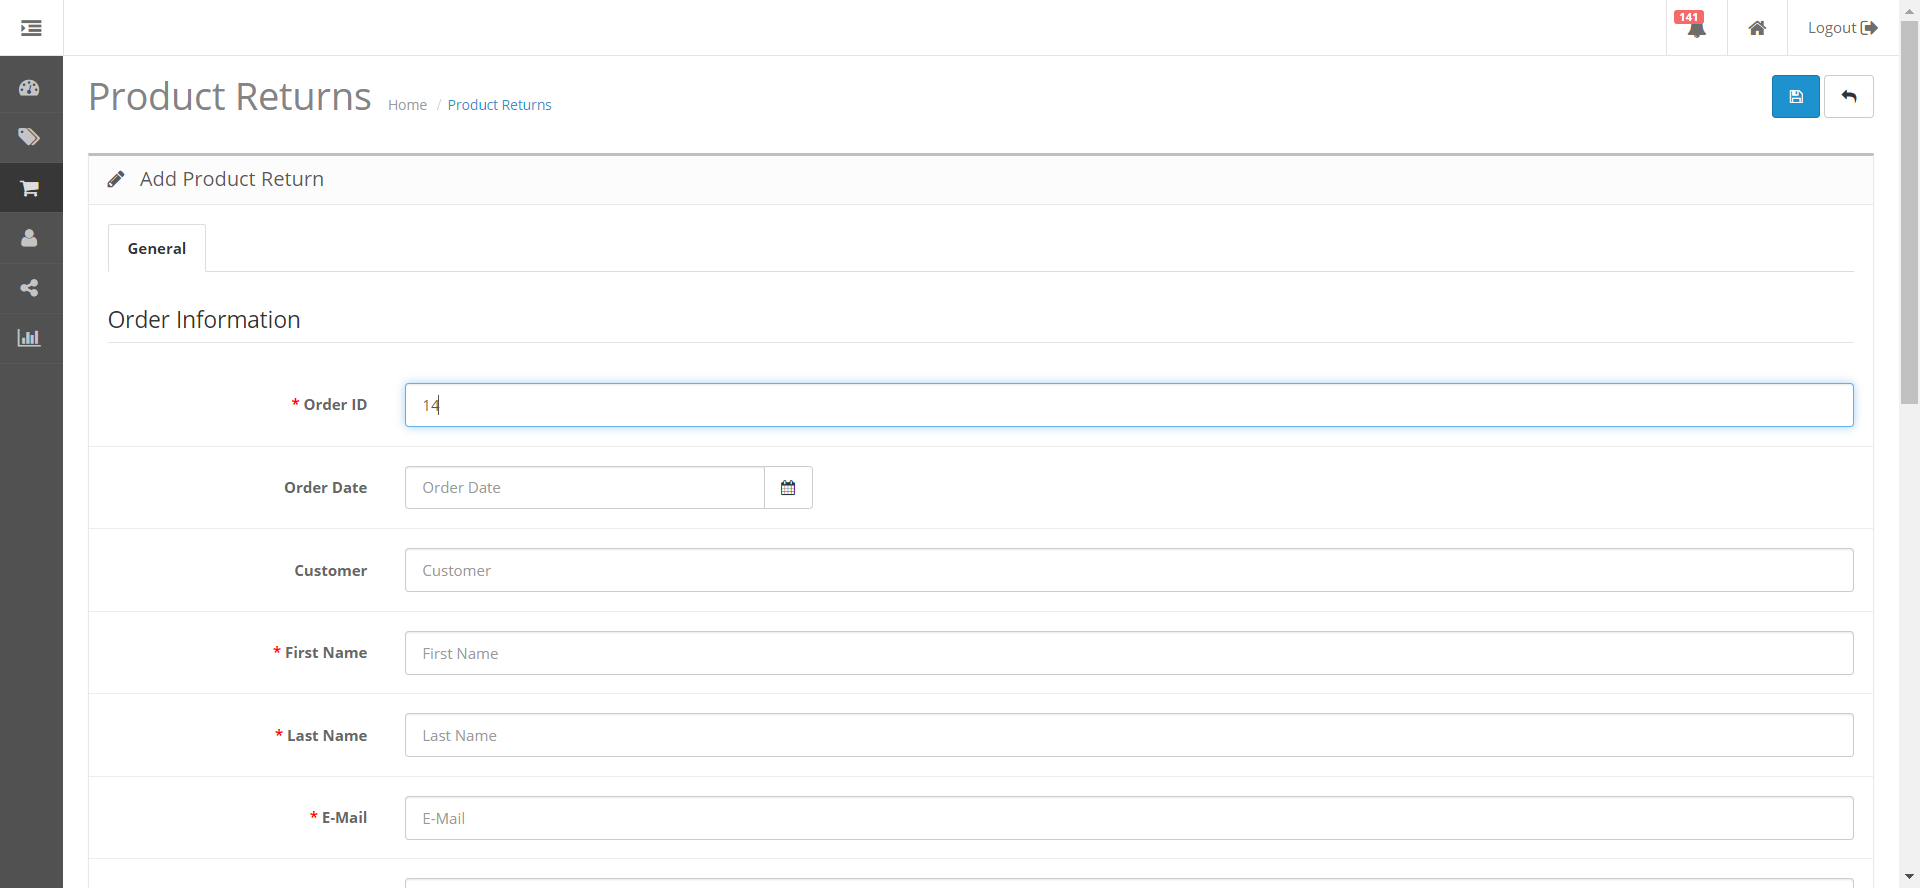 141
Logout
Product Returns
Home / Product Returns
Add Product Return
General
Order Information
* Order ID
14
Order Date
Order Date
Customer
Customer
* First Name
First Name
* Last Name
Last Name
* E-Mail
E-Mail